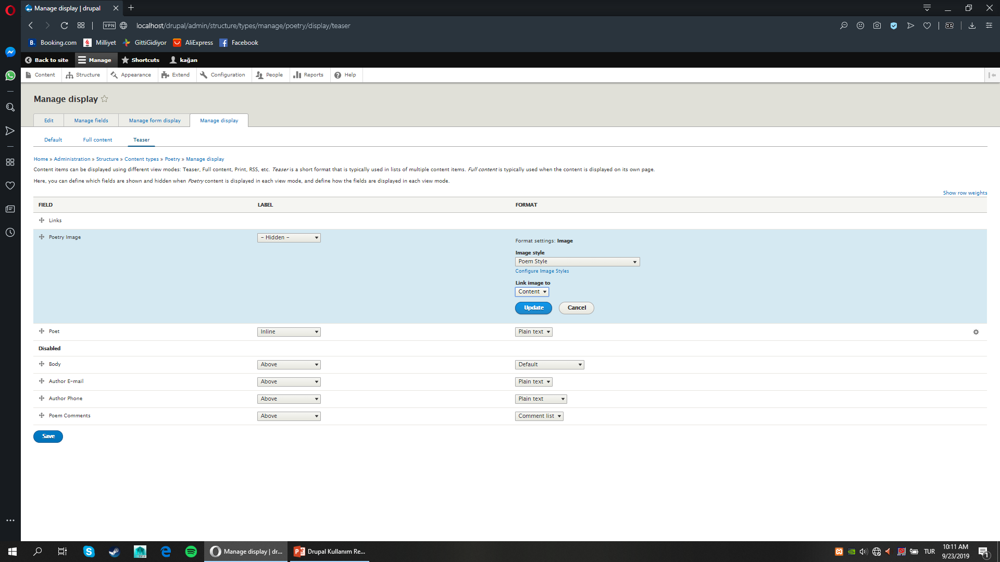 Manage display | drupal
VPN localhost/drupal/admin/structure/types/manage/poetry/display/teaser
B. Booking.com Milliyet GittiGidiyor AliExpress Facebook
Back to site Manage Shortcuts kağan
Content Structure Appearance Extend Configuration People Reports Help
Manage display
Edit Manage fields Manage form display Manage display
Default Full content Teaser
Home » Administration » Structure » Content types » Poetry » Manage display
Content items can be displayed using different view modes: Teaser, Full content, Print, RSS, etc. Teaser is a short format that is typically used in lists of multiple content items. Full content is typically used when the content is displayed on its own page.
Here, you can define which fields are shown and hidden when Poetry content is displayed in each view mode, and define how the fields are displayed in each view mode.
Show row weights
FIELD LABEL FORMAT
Links
Poetry Image - Hidden - Format settings: Image
Image style
Poem Style
Configure Image Styles
Link image to
Content
Update Cancel
Poet Inline Plain text
Disabled
Body Above Default
Author E-mail Above Plain text
Author Phone Above Plain text
Poem Comments Above Comment list
Save
Manage display | dr... Drupal Kullanım Re... TUR 10:11 AM
9/23/2019 1